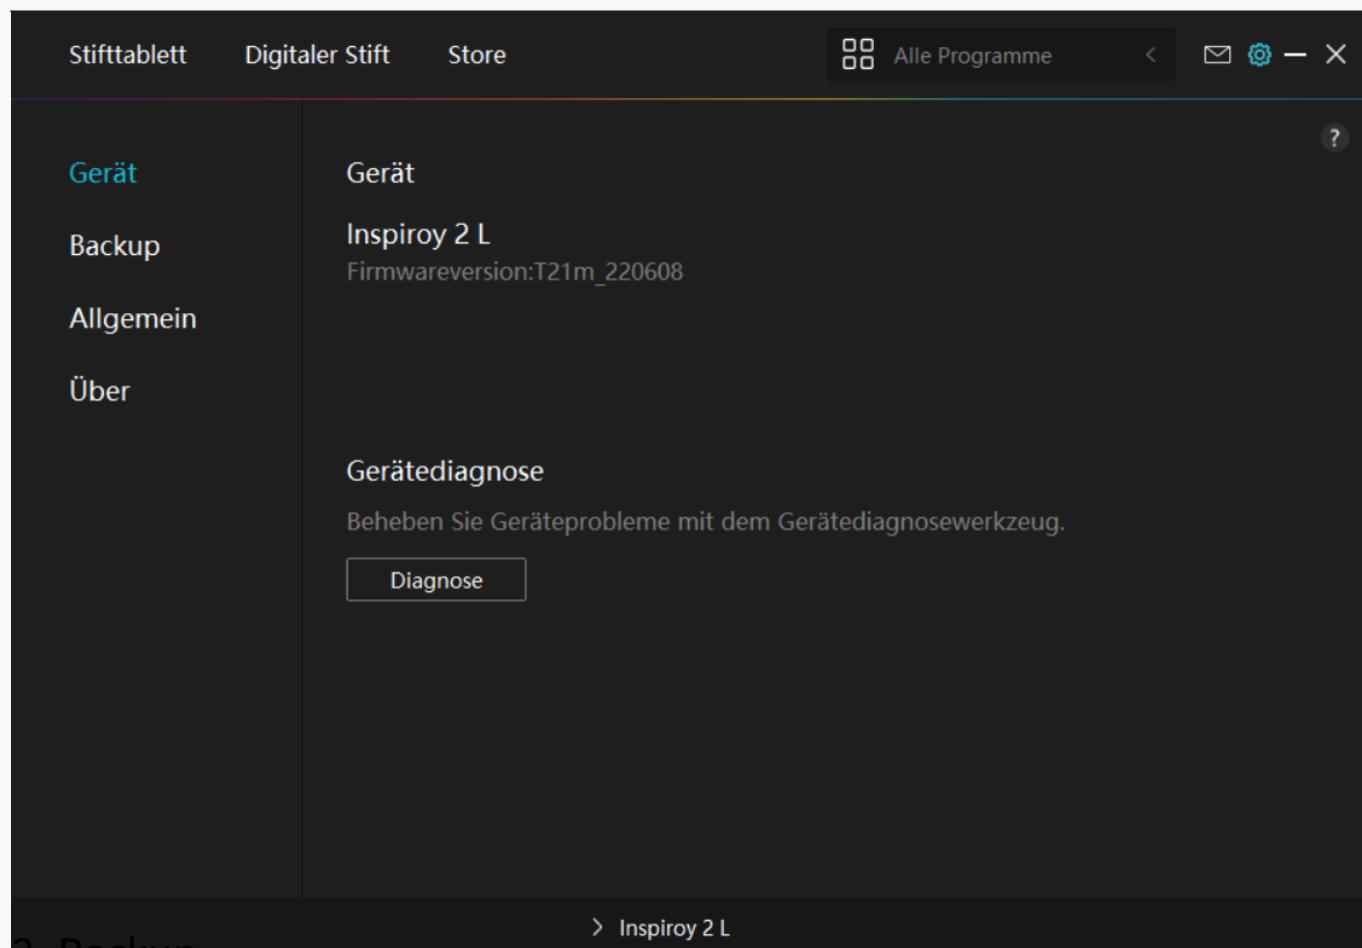 Stifttablett Digitaler Stift Store Alle Programme
?
Gerät
Backup
Allgemein
Über
Gerät
Inspiroy 2 L
Firmwareversion:T21m_220608
Gerätediagnose
Beheben Sie Geräteprobleme mit dem Gerätediagnosewerkzeug.
Diagnose
Inspiroy 2 L
Backup